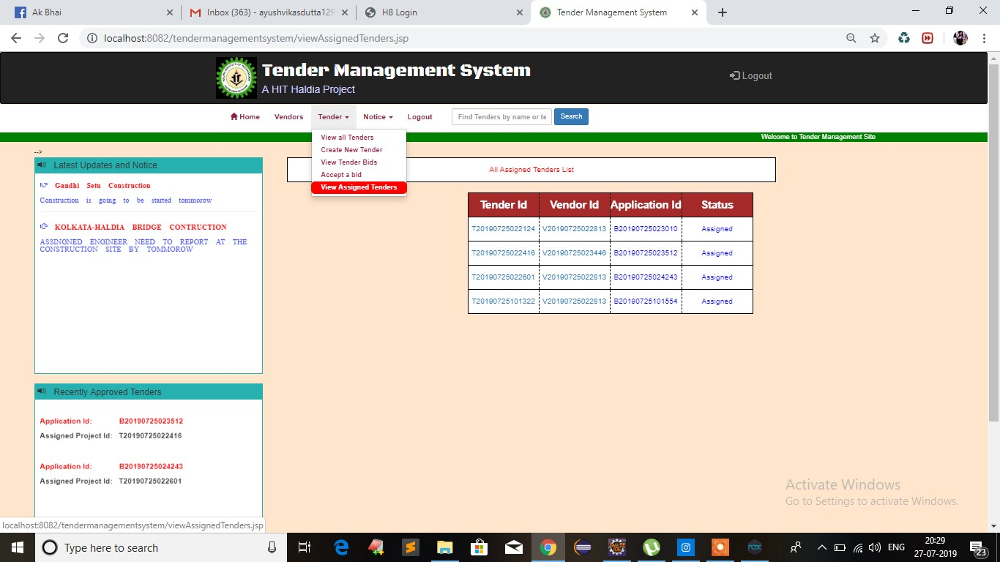 Ak Bhai
Inbox (363) - ayushvikasdutta129
H8 Login
Tender Management System
localhost:8082/tendermanagementsystem/viewAssignedTenders.jsp
Tender Management System
A HIT Haldia Project
Logout
Home Vendors Tender Notice Logout Find Tenders by name or te Search
Welcome to Tender Management Site
View all Tenders
Create New Tender
View Tender Bids
Accept a bid
View Assigned Tenders
-->
Latest Updates and Notice
Gandhi Setu Construction
Construction is going to be started tommorow
KOLKATA-HALDIA BRIDGE CONTRUCTION
ASSINGNED ENGINEER NEED TO REPORT AT THE
CONSTRUCTION SITE BY TOMMOROW
All Assigned Tenders List
Tender Id Vendor Id Application Id Status
T20190725022124 V20190725022813 B20190725023010 Assigned
T20190725022416 V20190725023446 B20190725023512 Assigned
T20190725022601 V20190725022813 B20190725024243 Assigned
T20190725101322 V20190725022813 B20190725101554 Assigned
Recently Approved Tenders
Application Id: B20190725023512
Assigned Project Id: T20190725022416
Application Id: B20190725024243
Assigned Project Id: T20190725022601
Activate Windows
Go to Settings to activate Windows.
localhost:8082/tendermanagementsystem/viewAssignedTenders.jsp
Type here to search
ENG
20:29
27-07-2019
23